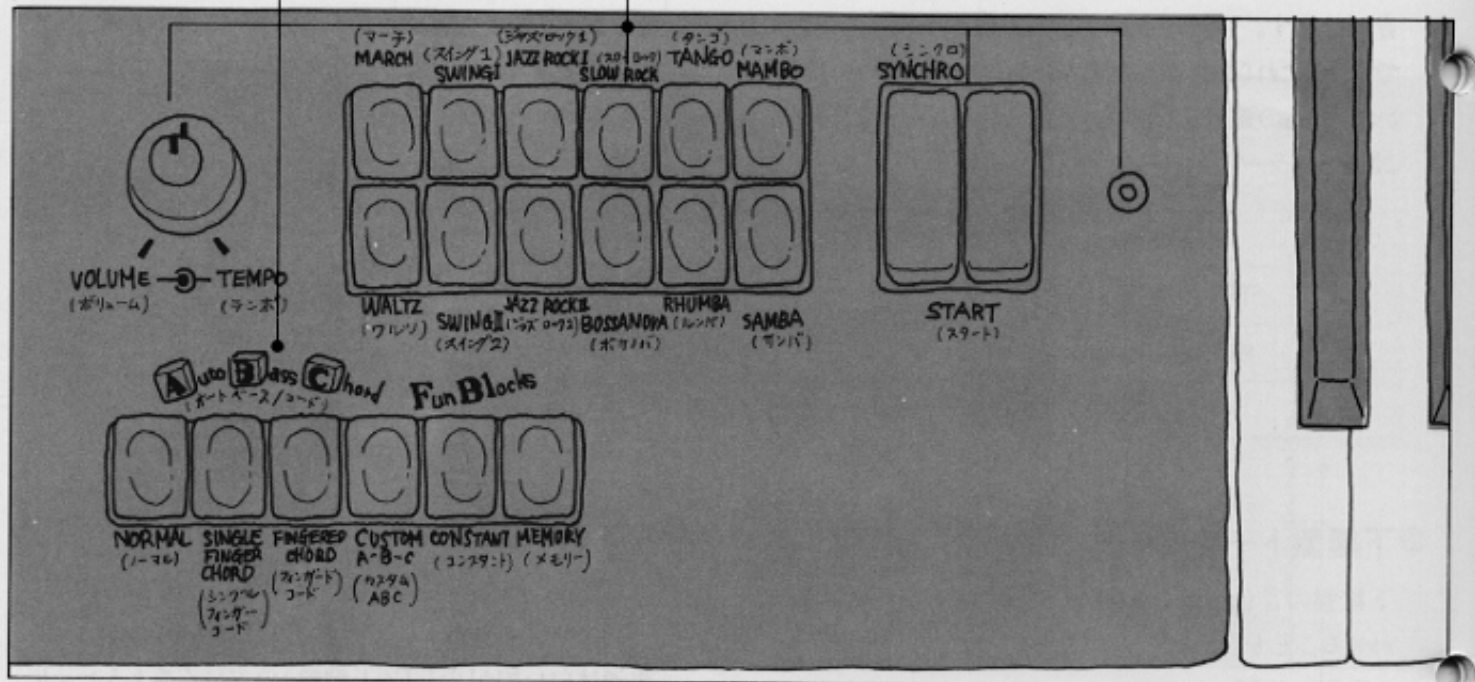 (マーチ)
MARCH
(スイング1)
SWING I
(ジャズロック1)
JAZZ ROCK I
(スローロック)
SLOW ROCK
(タンゴ)
TANGO
(マンボ)
MAMBO
(シンクロ)
SYNCHRO
VOLUME
(ボリューム)
TEMPO
(テンポ)
WALTZ
(ワルツ)
SWING II
(スイング2)
JAZZ ROCK II
(ジャズロック2)
BOSSANOVA
(ボサノバ)
RHUMBA
(ルンバ)
SAMBA
(サンバ)
START
(スタート)
Auto Bass Chord
(オートベース/コード)
Fun Blocks
NORMAL
(ノーマル)
SINGLE
FINGER
CHORD
(シングル
フィンガー
コード)
FINGERED
CHORD
(フィンガード
コード)
CUSTOM
A-B-C
(カスタム
ABC)
CONSTANT
(コンスタント)
MEMORY
(メモリー)